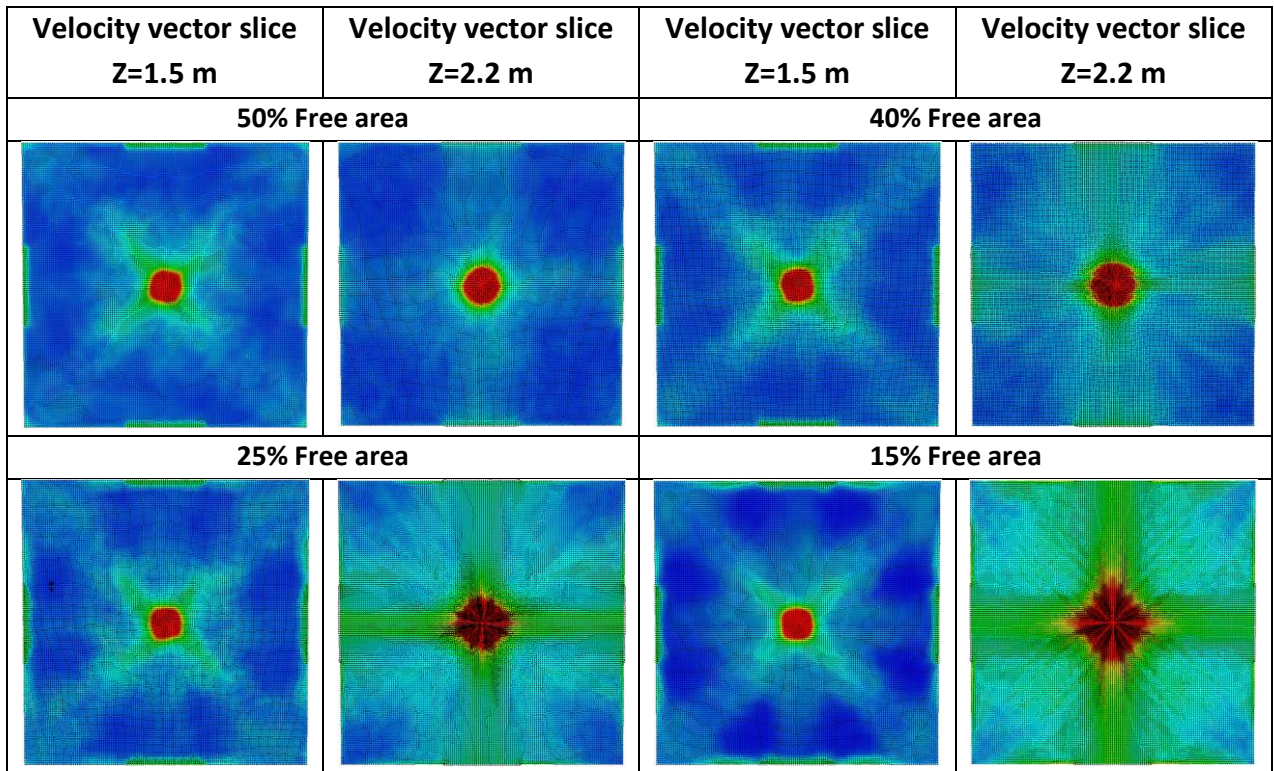 Velocity vector slice
Z=1.5 m
Velocity vector slice
Z=2.2 m
Velocity vector slice
Z=1.5 m
Velocity vector slice
Z=2.2 m
50% Free area
40% Free area
25% Free area
15% Free area